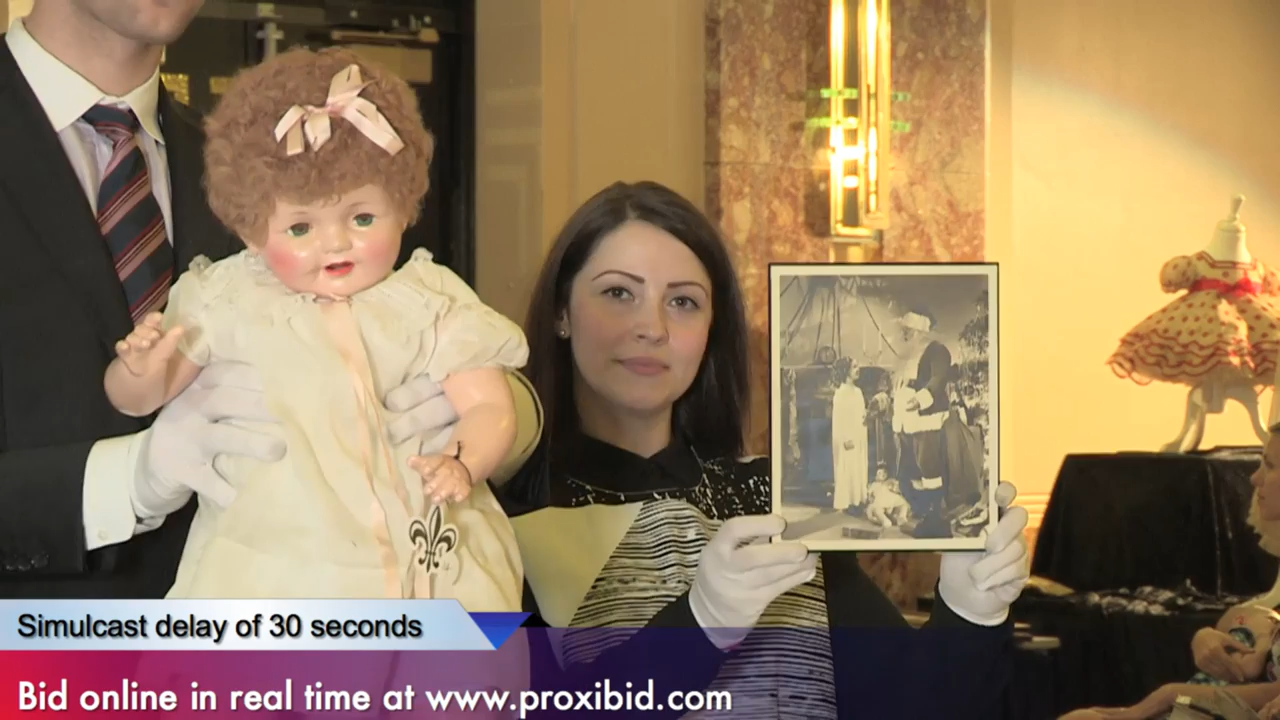 Simulcast delay of 30 seconds
Bid online in real time at www.proxibid.com